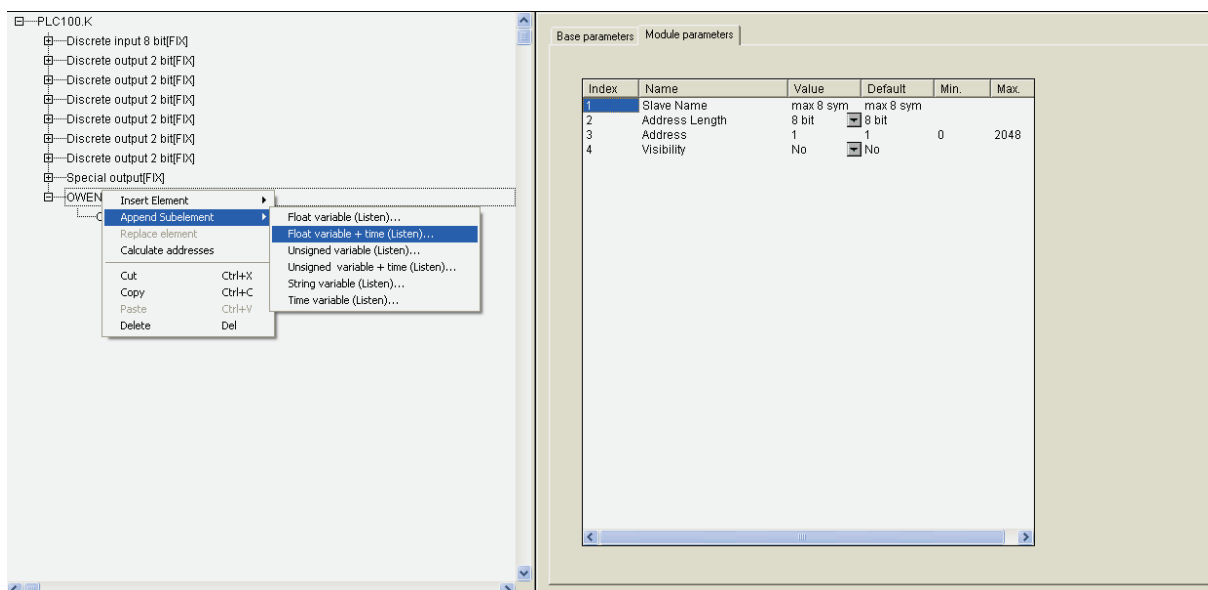 PLC100.K
Discrete input 8 bit[FIX]
Discrete output 2 bit[FIX]
Discrete output 2 bit[FIX]
Discrete output 2 bit[FIX]
Discrete output 2 bit[FIX]
Discrete output 2 bit[FIX]
Discrete output 2 bit[FIX]
Special output[FIX]
OWEN
Insert Element
Append Subelement
Replace element
Calculate addresses
Cut Ctrl+X
Copy Ctrl+C
Paste Ctrl+V
Delete Del
Float variable (Listen)...
Float variable + time (Listen)...
Unsigned variable (Listen)...
Unsigned variable + time (Listen)...
String variable (Listen)...
Time variable (Listen)...
Base parameters Module parameters
Index Name Value Default Min. Max.
1 Slave Name max 8 sym max 8 sym
2 Address Length 8 bit 8 bit
3 Address 1 1 0 2048
4 Visibility No No